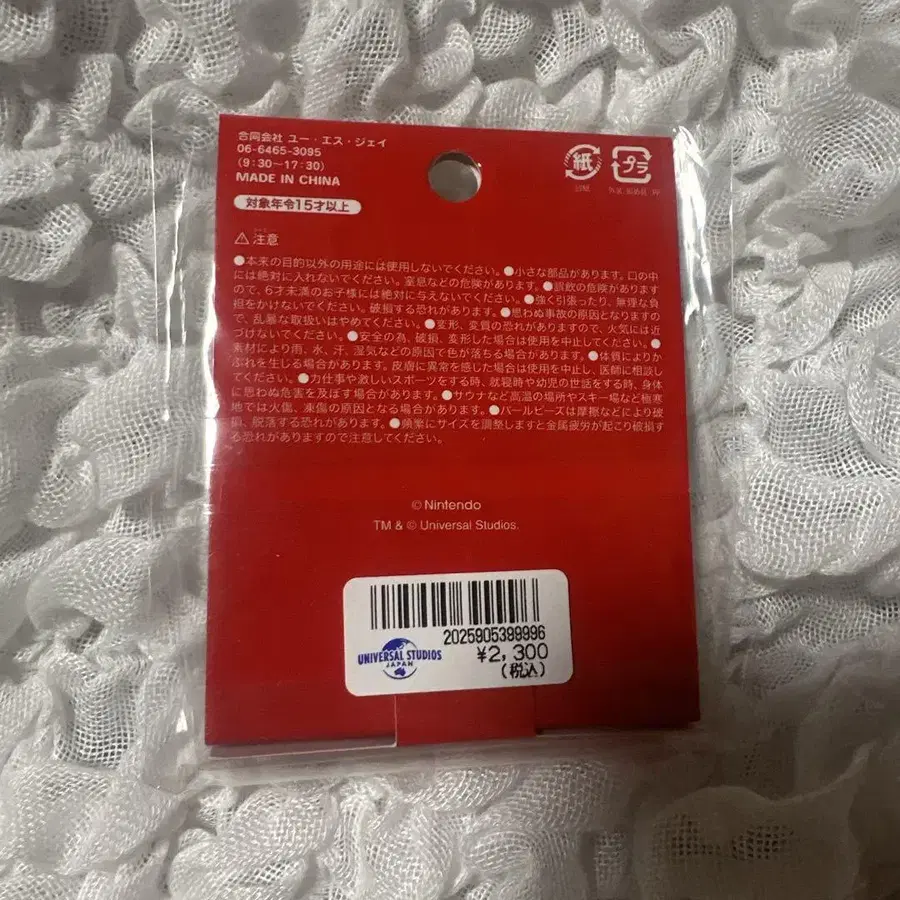 合同会社 ユー・エス・ジェイ
06-6465-3095
(9:30～17:30)
MADE IN CHINA
対象年令15才以上
紙
プラ
⚠注意
●本来の目的以外の用途には使用しないでください。●小さな部品があります。口の中
には絶対に入れないでください。窒息などの危険があります。●誤飲の危険があります
ので、6才未満のお子様には絶対に与えないでください。●強く引張ったり、無理な負
担をかけないでください。破損する恐れがあります。●思わぬ事故の原因となりますの
で、乱暴な取扱いはやめてください。●変形、変質の恐れがありますので、火気には近
づけないでください。●安全の為、破損、変形した場合は使用を中止してください。●
素材により雨、水、汗、湿気などの原因で色が落ちる場合があります。●体質によりか
ぶれを生じる場合があります。皮膚に異常を感じた場合は使用を中止し、医師に相談し
てください。●力仕事や激しいスポーツをする時、就寝時や幼児の世話をする時、身体
に思わぬ危害を及ぼす場合があります。●サウナなど高温の場所やスキー場など極寒
地では火傷、凍傷の原因となる場合があります。●パールビーズは摩擦などにより破
損、脱落する恐れがあります。●頻繁にサイズを調整しますと金属疲労が起こり破損す
る恐れがありますので注意してください。
© Nintendo
TM & © Universal Studios.
2025905399996
UNIVERSAL STUDIOS
JAPAN
¥2,300
(税込)